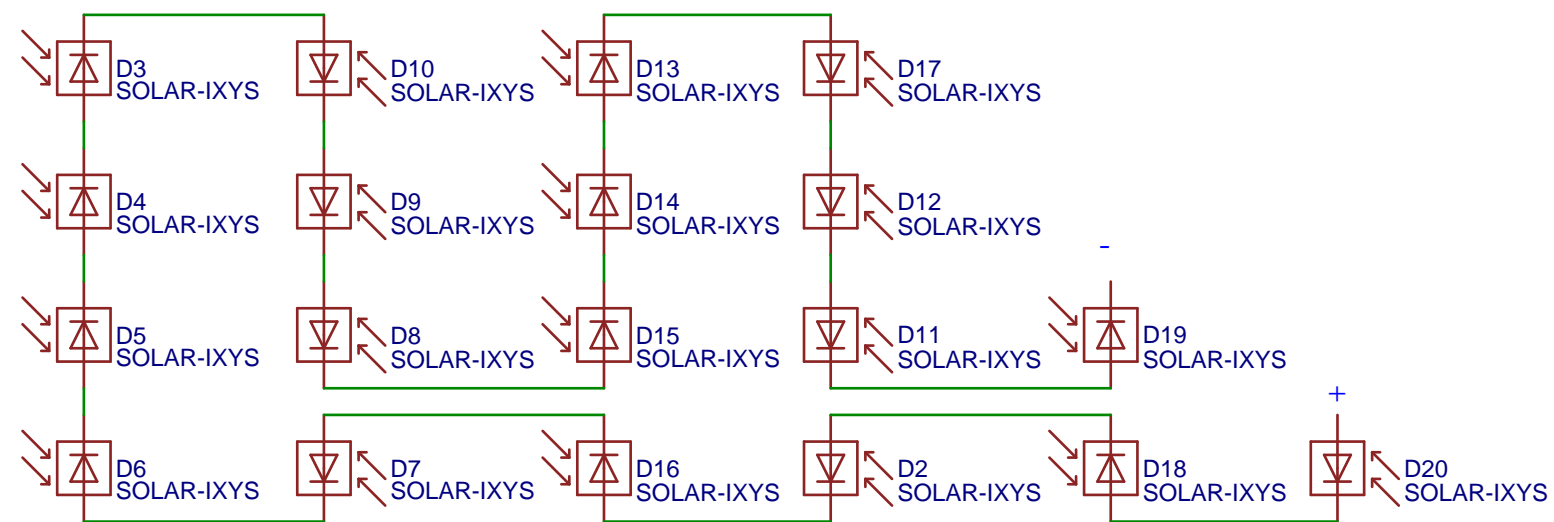 D3
SOLAR-IXYS
D10
SOLAR-IXYS
D13
SOLAR-IXYS
D17
SOLAR-IXYS
D4
SOLAR-IXYS
D9
SOLAR-IXYS
D14
SOLAR-IXYS
D12
SOLAR-IXYS
-
D5
SOLAR-IXYS
D8
SOLAR-IXYS
D15
SOLAR-IXYS
D11
SOLAR-IXYS
D19
SOLAR-IXYS
+
D6
SOLAR-IXYS
D7
SOLAR-IXYS
D16
SOLAR-IXYS
D2
SOLAR-IXYS
D18
SOLAR-IXYS
D20
SOLAR-IXYS